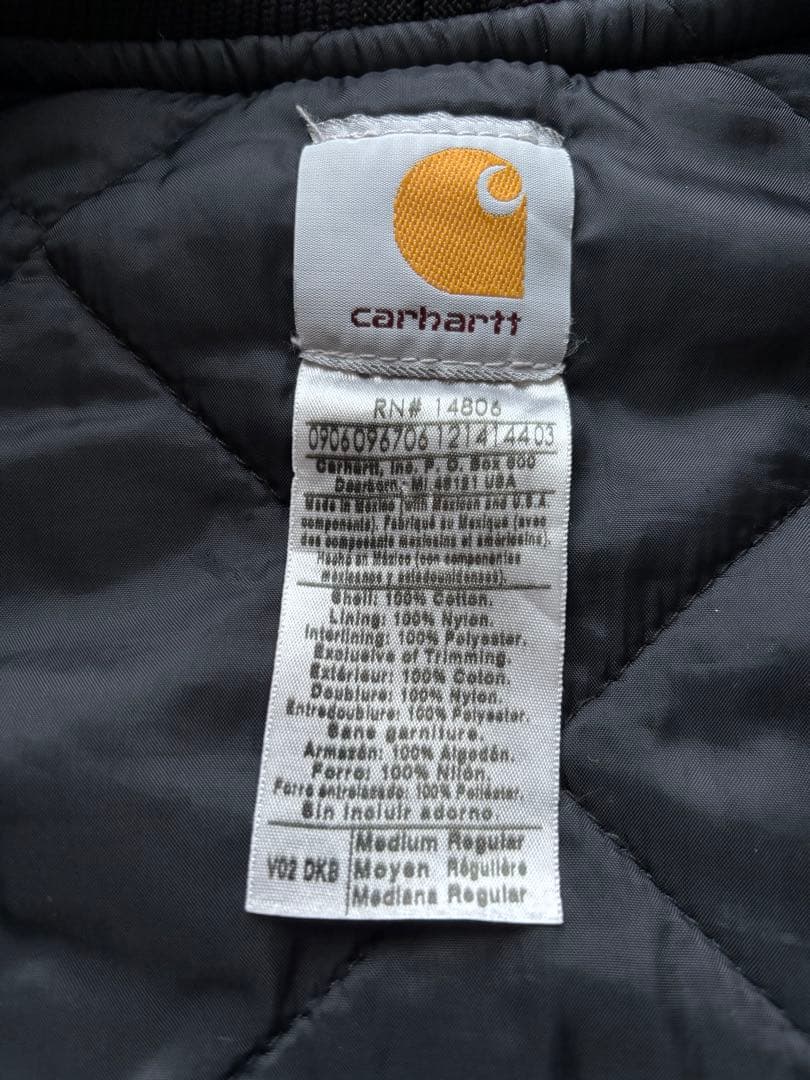 carhartt
RN# 14806
0906096706 1214144 03
Carhartt, Inc. P. O. Box 600
Dearborn, MI 48121 USA
Made in Mexico (with Mexican and U.S.A
components). Fabriqué au Mexique (avec
des composants mexicains et americains).
Hecho en México (con componentes
mexicanos y estadounidenses).
Shell: 100% Cotton.
Lining: 100% Nylon.
Interlining: 100% Polyester.
Exclusive of Trimming.
Extérieur: 100% Coton.
Doublure: 100% Nylon.
Entredoublure: 100% Polyester.
Sans garniture.
Armazón: 100% Algodón.
Forro: 100% Nilón.
Forro entrelazado: 100% Poliéster.
Sin incluir adorno.
V02 DKB
Medium Regular
Moyen Régulière
Mediana Regular